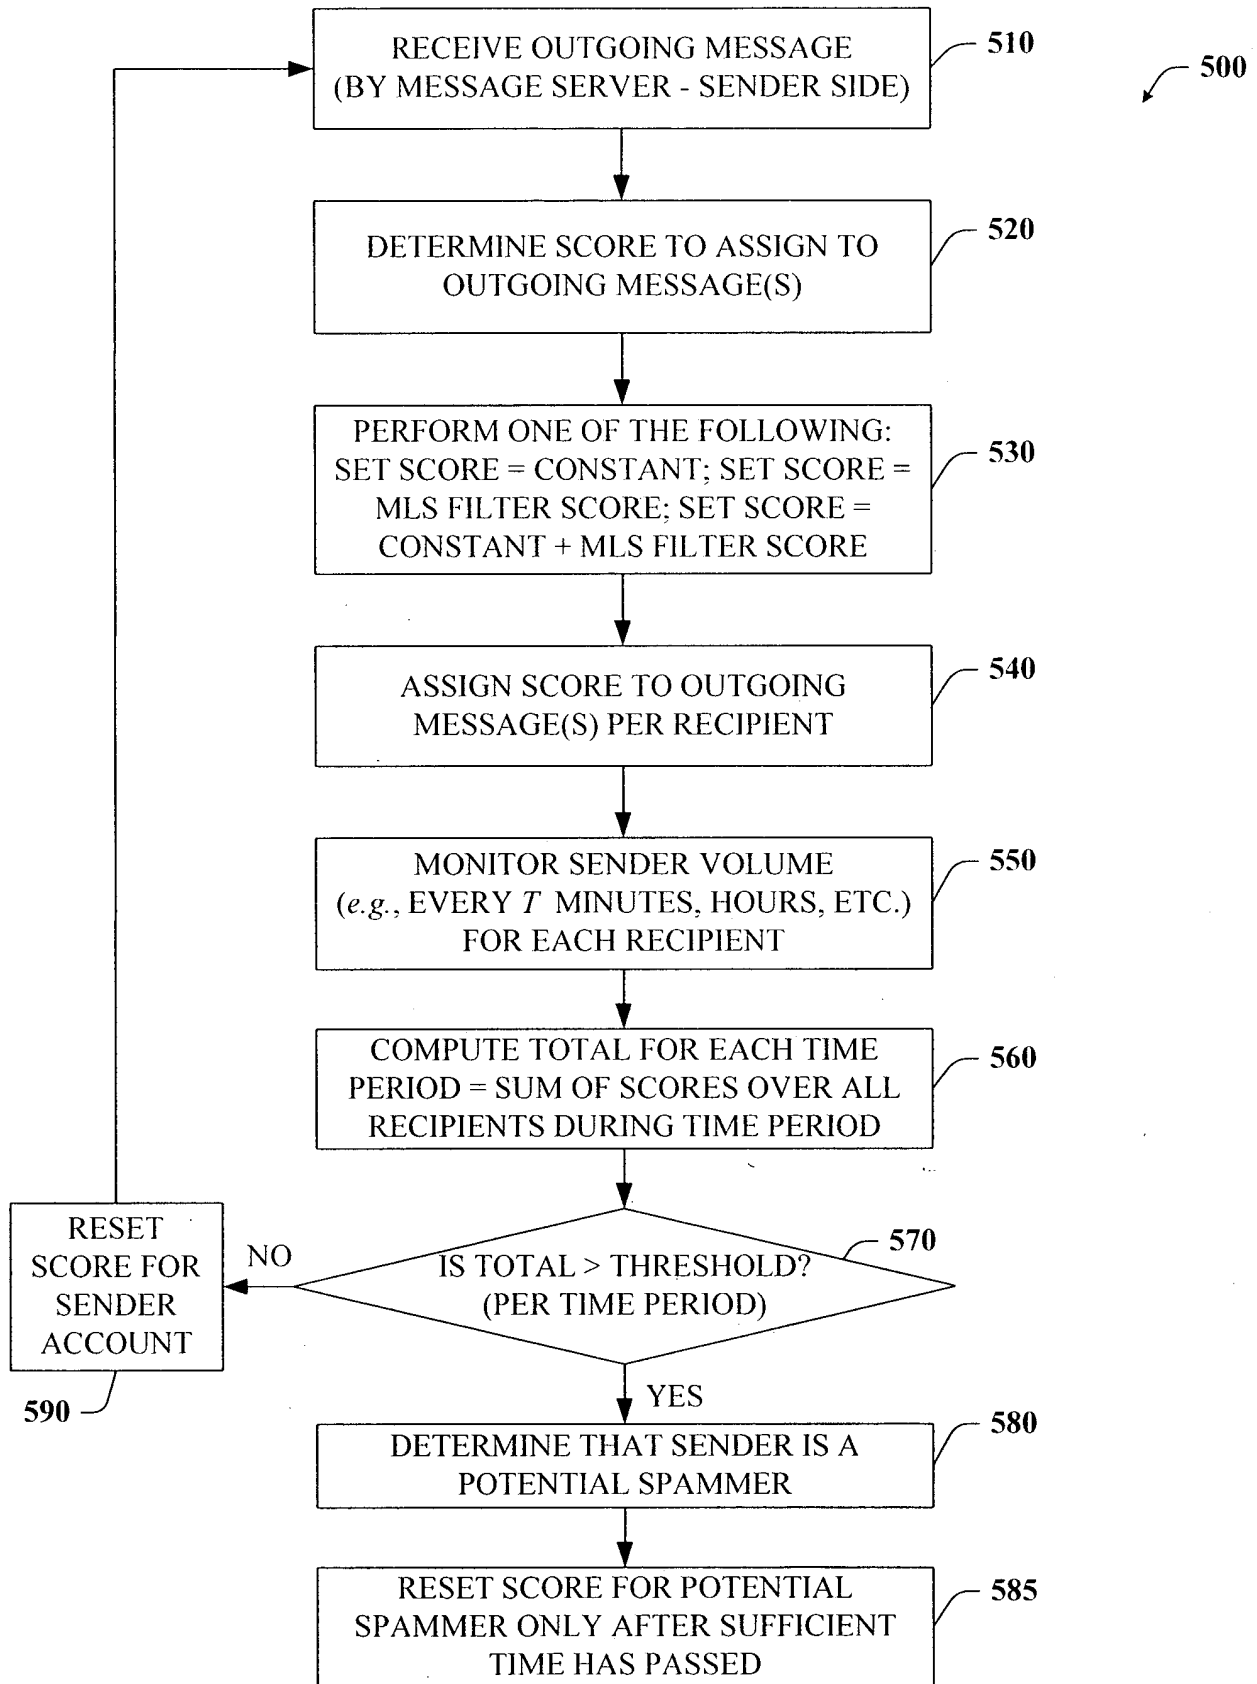 RECEIVE OUTGOING MESSAGE
(BY MESSAGE SERVER - SENDER SIDE)
510
500
DETERMINE SCORE TO ASSIGN TO
OUTGOING MESSAGE(S)
520
PERFORM ONE OF THE FOLLOWING:
SET SCORE = CONSTANT; SET SCORE =
MLS FILTER SCORE; SET SCORE =
CONSTANT + MLS FILTER SCORE
530
ASSIGN SCORE TO OUTGOING
MESSAGE(S) PER RECIPIENT
540
MONITOR SENDER VOLUME
(e.g., EVERY T MINUTES, HOURS, ETC.)
FOR EACH RECIPIENT
550
COMPUTE TOTAL FOR EACH TIME
PERIOD = SUM OF SCORES OVER ALL
RECIPIENTS DURING TIME PERIOD
560
IS TOTAL > THRESHOLD?
(PER TIME PERIOD)
570
NO
RESET
SCORE FOR
SENDER
ACCOUNT
590
YES
DETERMINE THAT SENDER IS A
POTENTIAL SPAMMER
580
RESET SCORE FOR POTENTIAL
SPAMMER ONLY AFTER SUFFICIENT
TIME HAS PASSED
585